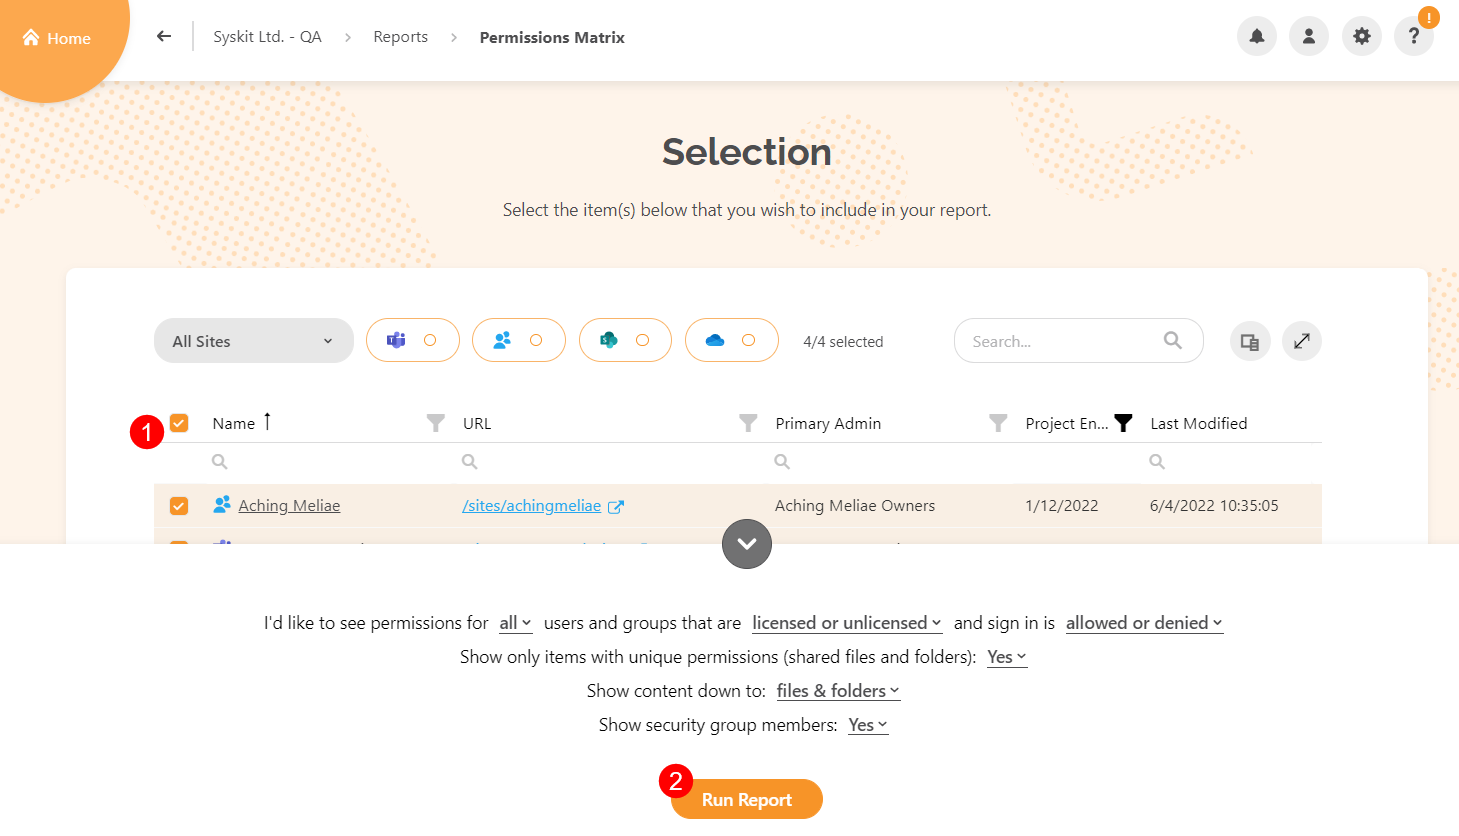 Home
Syskit Ltd. - QA > Reports > Permissions Matrix
? !
Selection
Select the item(s) below that you wish to include in your report.
All Sites
4/4 selected
Search...
1
Name URL Primary Admin Project En... Last Modified
Aching Meliae /sites/achingmeliae Aching Meliae Owners 1/12/2022 6/4/2022 10:35:05
I'd like to see permissions for all users and groups that are licensed or unlicensed and sign in is allowed or denied
Show only items with unique permissions (shared files and folders): Yes
Show content down to: files & folders
Show security group members: Yes
2
Run Report